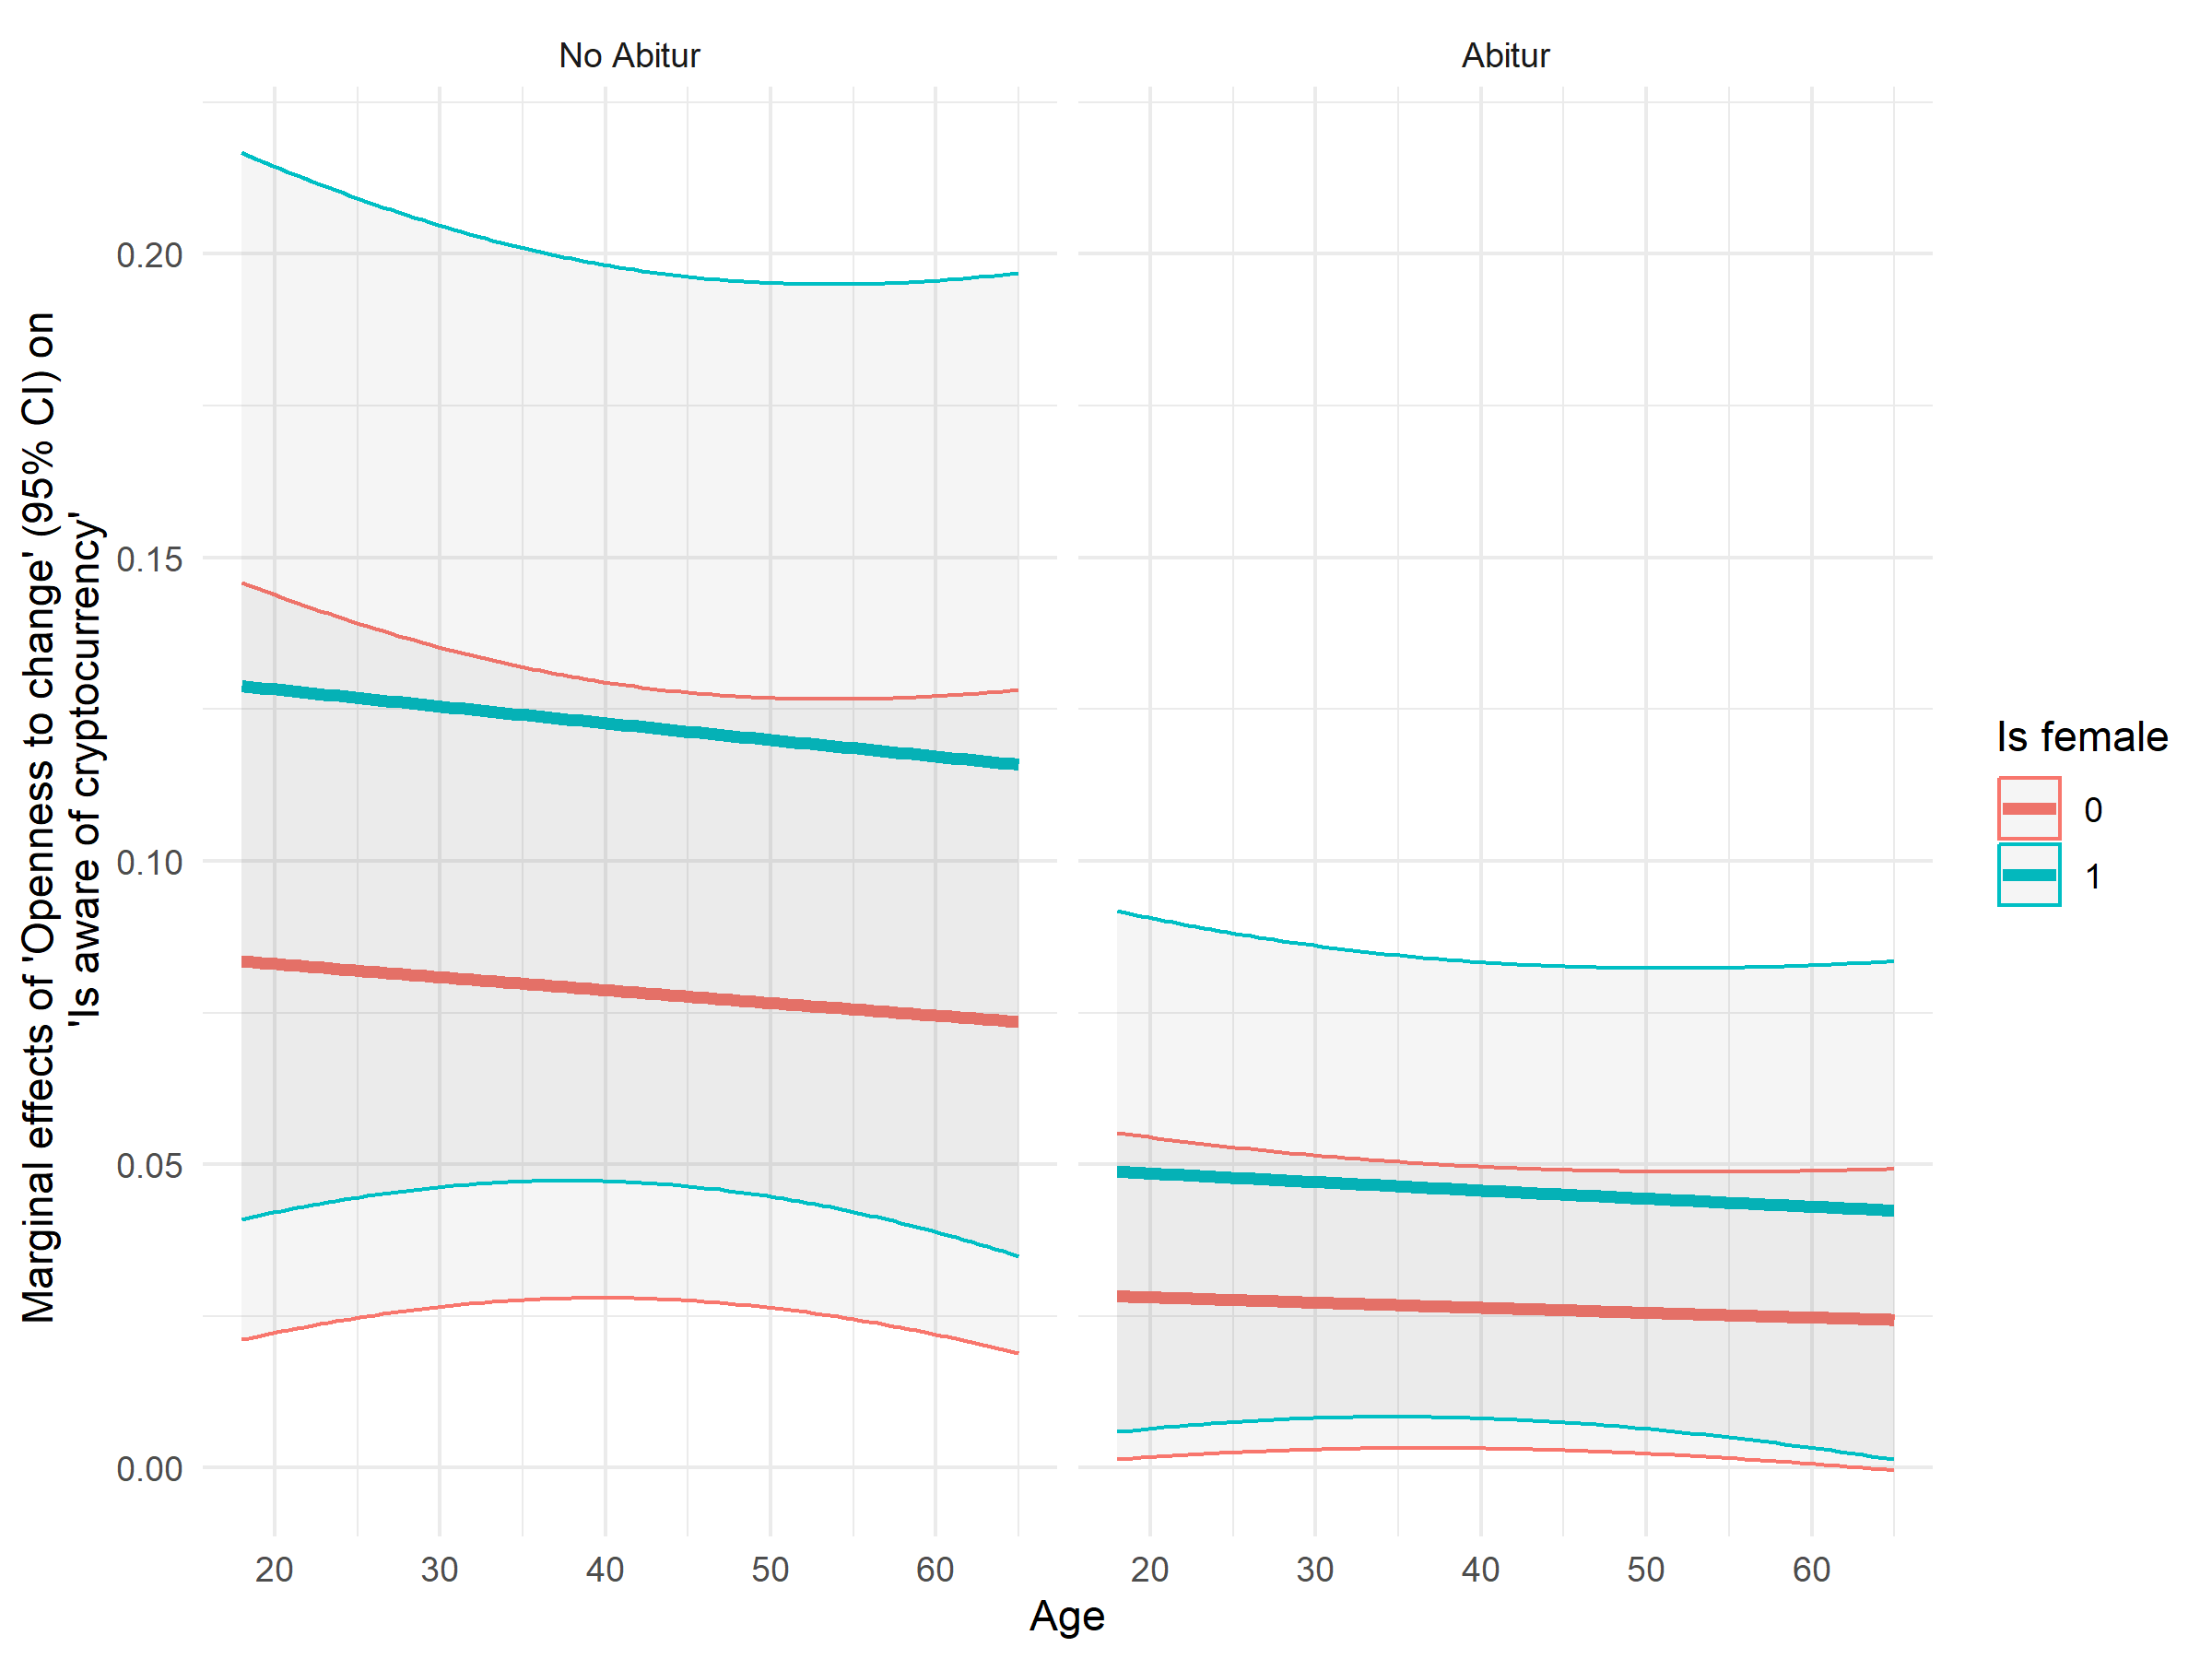 No Abitur
Abitur
Marginal effects of 'Openness to change' (95% CI) on
'Is aware of cryptocurrency'
0.20
0.15
0.10
0.05
0.00
20 30 40 50 60
20 30 40 50 60
Age
Is female
0
1